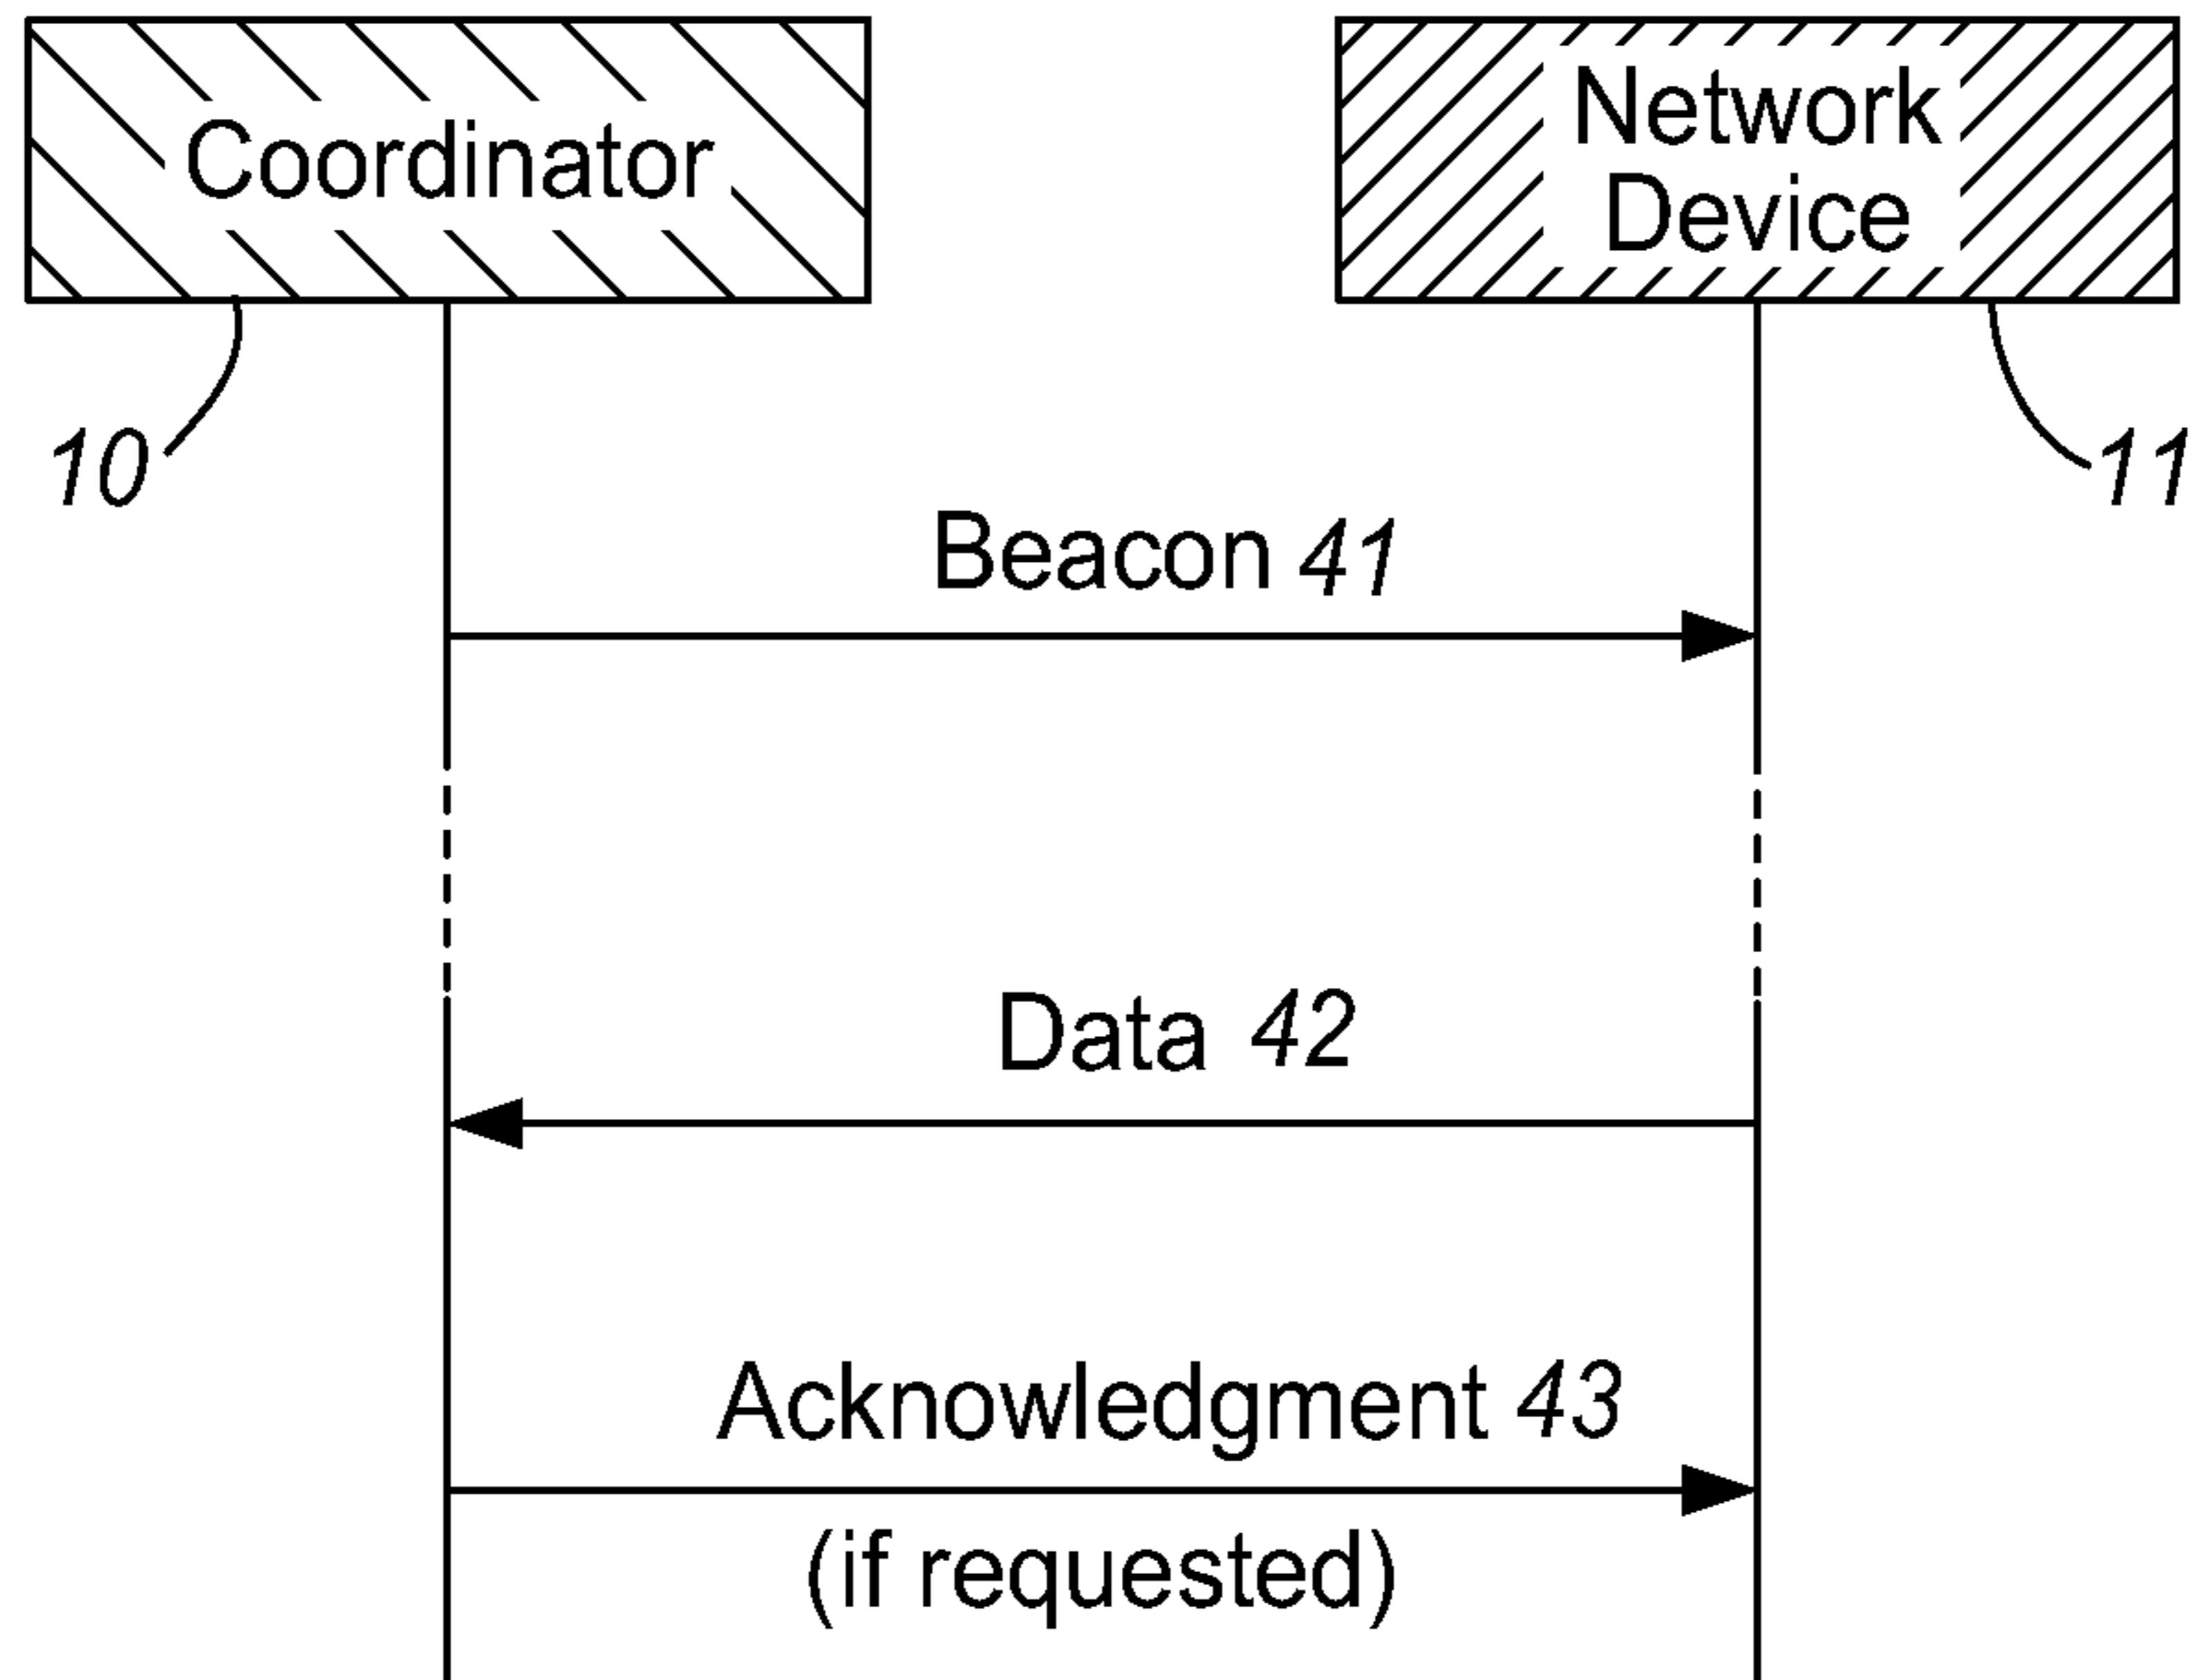 Coordinator
Network
Device
10
11
Beacon 41
Data 42
Acknowledgment 43
(if requested)